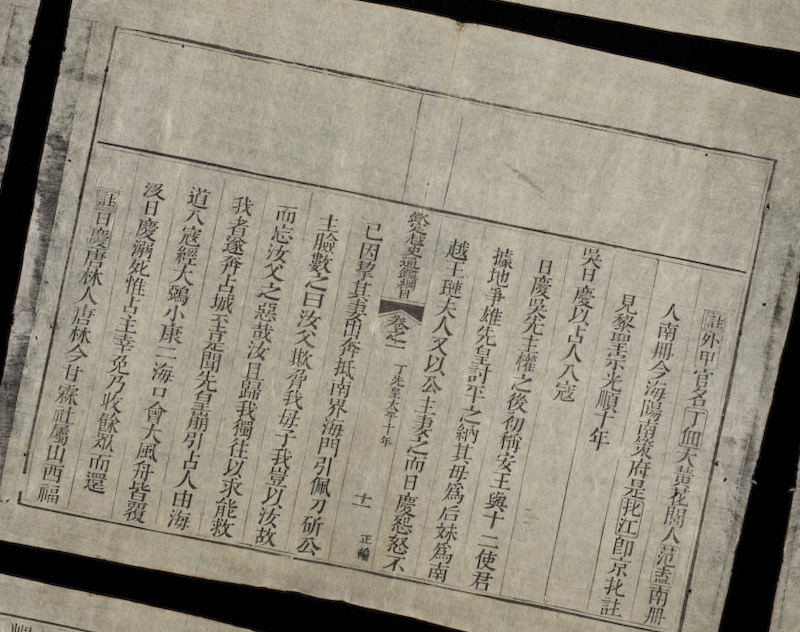 註外甲官名丁佃大黃花閭人范盍南册
人南册今海陽南策府是牝江卽京牝註
見黎聖宗光順十年
吳日慶以占人入寇
日慶吳先主權之後初稱安王與十二使君
據地爭雄先皇討平之納其母爲后妹爲南
越王璉夫人又以公主妻之而日慶怨怒不
欽定越史通鑑綱目 卷之一 丁先皇太平十年 十一 正編
已因挈其妻出奔抵南界海門引佩刀斫公
主臉數之曰汝父欺脅我母子我豈以汝故
而忘汝父之惡哉汝且歸我獨往以求能救
我者遂奔占城至是聞先皇崩引占人由海
道入寇經大鵶小康二海口會大風舟皆覆
沒日慶溺死惟占主幸免乃收餘眾而還
註日慶唐林人唐林今甘霖社屬山西福